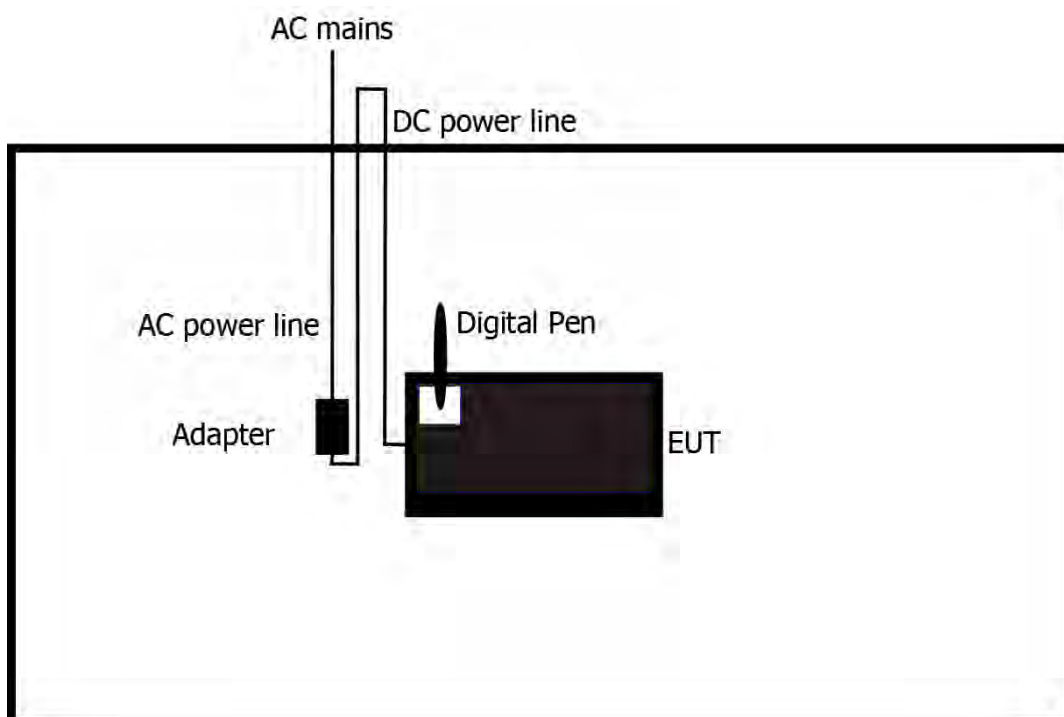 AC mains
DC power line
AC power line
Digital Pen
Adapter
EUT